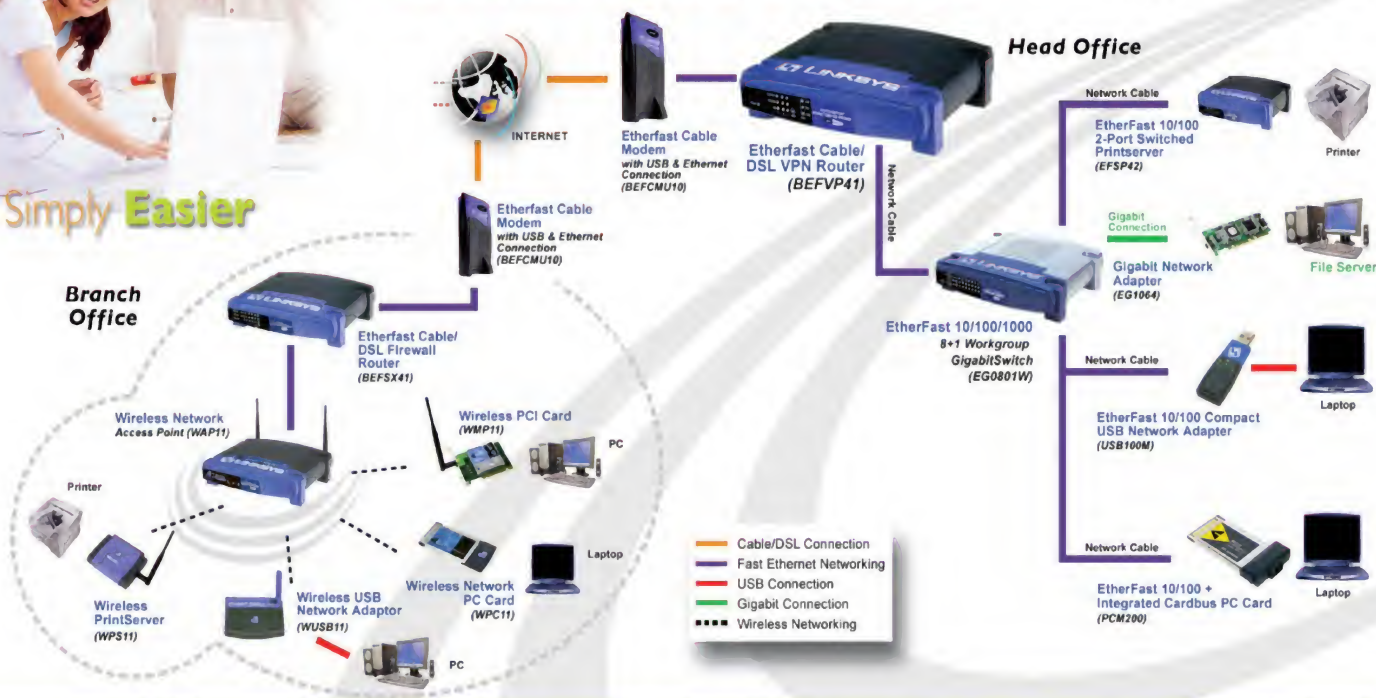 Simply Easier
INTERNET
Etherfast Cable
Modem
with USB & Ethernet
Connection
(BEFCMU10)
LINKSYS
Etherfast Cable/
DSL VPN Router
(BEFVP41)
Head Office
Network Cable
EtherFast 10/100
2-Port Switched
Printserver
(EFSP42)
Printer
Network Cable
Gigabit
Connection
Gigabit Network
Adapter
(EG1064)
File Server
LINKSYS
EtherFast 10/100/1000
8+1 Workgroup
GigabitSwitch
(EG0801W)
Network Cable
EtherFast 10/100 Compact
USB Network Adapter
(USB100M)
Laptop
Network Cable
EtherFast 10/100 +
Integrated Cardbus PC Card
(PCM200)
Laptop
Etherfast Cable
Modem
with USB & Ethernet
Connection
(BEFCMU10)
Branch
Office
LINKSYS
Etherfast Cable/
DSL Firewall
Router
(BEFSX41)
Wireless Network
Access Point (WAP11)
LINKSYS
Wireless PCI Card
(WMP11)
PC
Printer
Wireless
PrintServer
(WPS11)
Wireless USB
Network Adaptor
(WUSB11)
PC
Wireless Network
PC Card
(WPC11)
Laptop
Cable/DSL Connection
Fast Ethernet Networking
USB Connection
Gigabit Connection
Wireless Networking